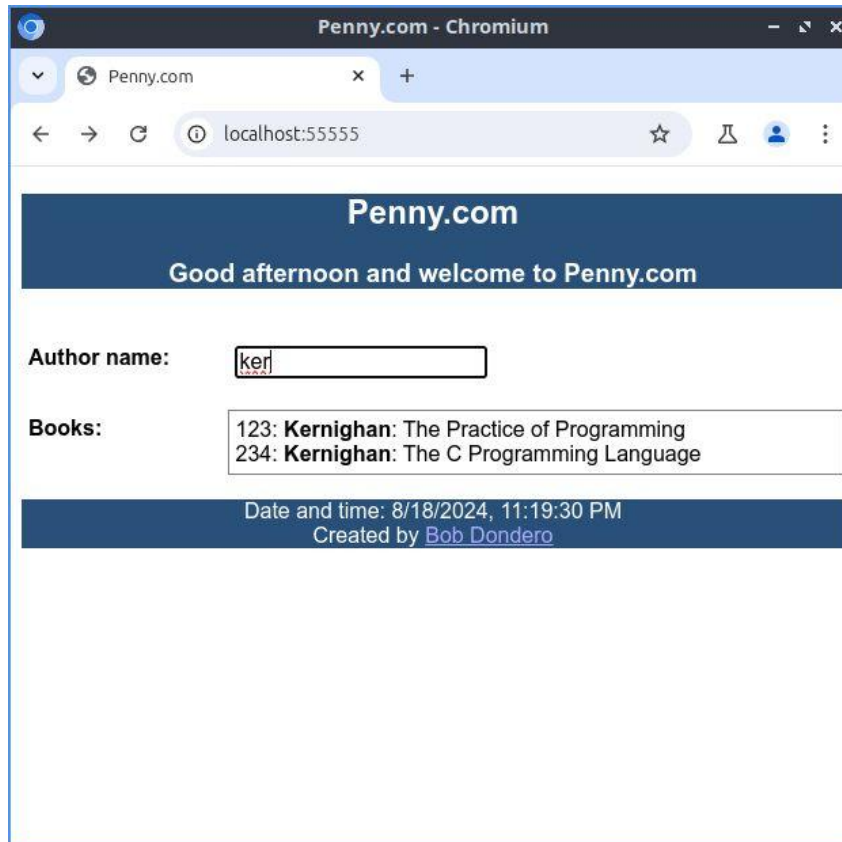 Penny.com - Chromium
Penny.com
localhost:55555
Penny.com
Good afternoon and welcome to Penny.com
Author name: ker
Books: 123: Kernighan: The Practice of Programming
234: Kernighan: The C Programming Language
Date and time: 8/18/2024, 11:19:30 PM
Created by Bob Dondero